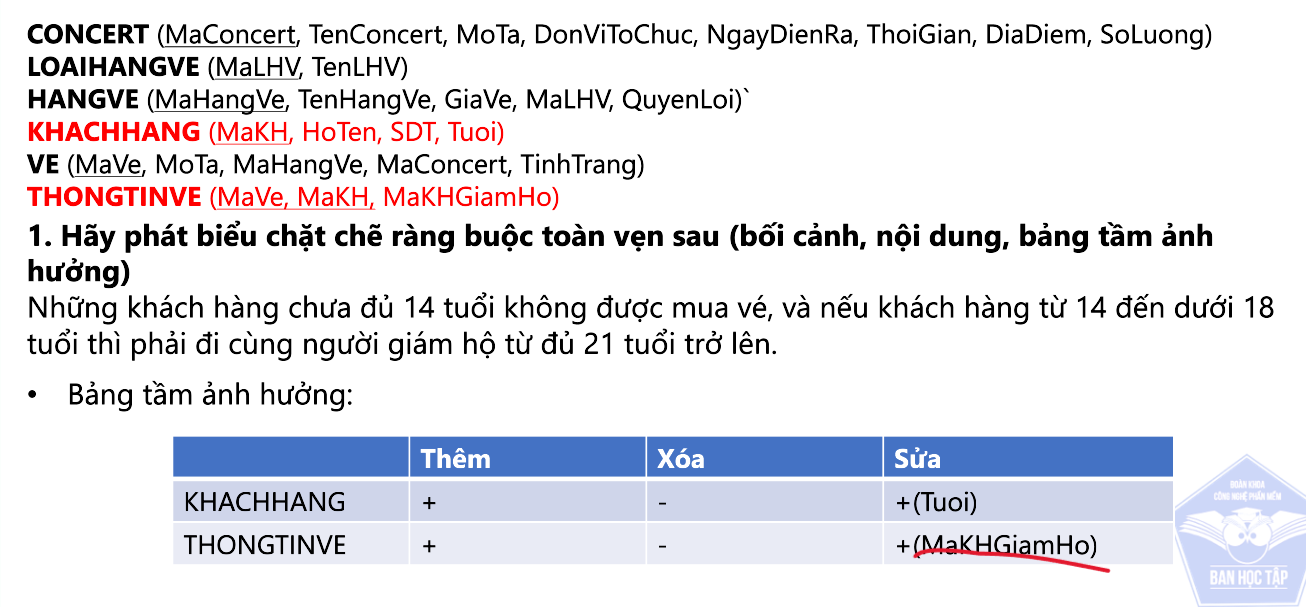 CONCERT (MaConcert, TenConcert, MoTa, DonViToChuc, NgayDienRa, ThoiGian, DiaDiem, SoLuong)
LOAIHANGVE (MaLHV, TenLHV)
HANGVE (MaHangVe, TenHangVe, GiaVe, MaLHV, QuyenLoi)`
KHACHHANG (MaKH, HoTen, SDT, Tuoi)
VE (MaVe, MoTa, MaHangVe, MaConcert, TinhTrang)
THONGTINVE (MaVe, MaKH, MaKHGiamHo)
1. Hãy phát biểu chặt chẽ ràng buộc toàn vẹn sau (bối cảnh, nội dung, bảng tầm ảnh
hưởng)
Những khách hàng chưa đủ 14 tuổi không được mua vé, và nếu khách hàng từ 14 đến dưới 18
tuổi thì phải đi cùng người giám hộ từ đủ 21 tuổi trở lên.
• Bảng tầm ảnh hưởng:
Thêm Xóa Sửa
KHACHHANG + - +(Tuoi)
THONGTINVE + - +(MaKHGiamHo)
ĐOÀN KHOA
CÔNG NGHỆ PHẦN MỀM
BAN HỌC TẬP